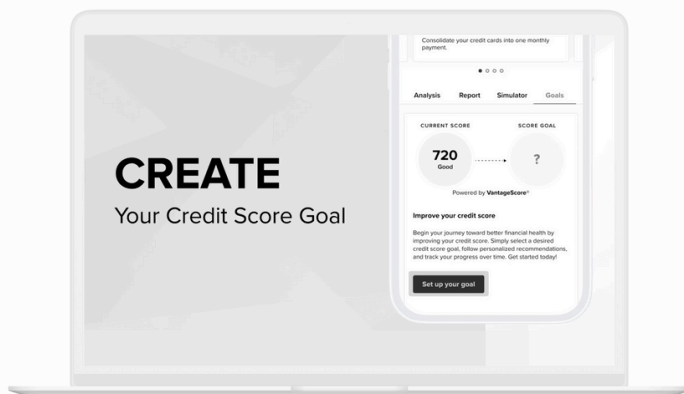 CREATE
Your Credit Score Goal
Consolidate your credit cards into one monthly
payment.
Analysis Report Simulator Goals
CURRENT SCORE SCORE GOAL
720
Good
?
Powered by VantageScore®
Improve your credit score
Begin your journey toward better financial health by
improving your credit score. Simply select a desired
credit score goal, follow personalized recommendations,
and track your progress over time. Get started today!
Set up your goal